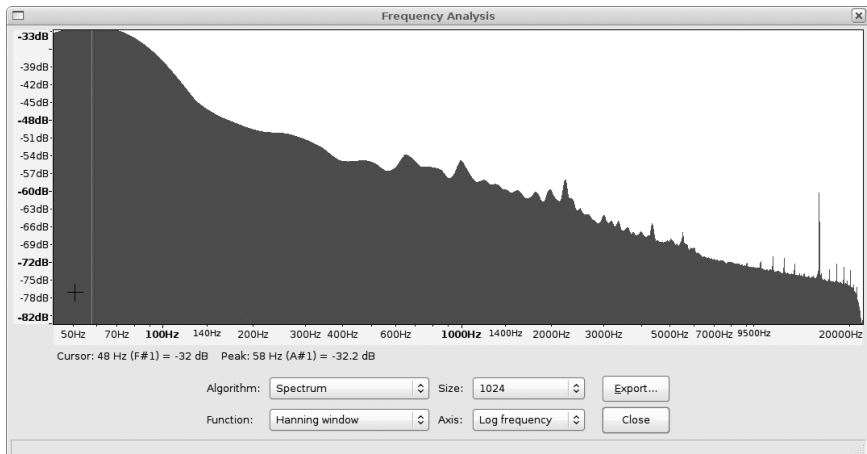 Frequency Analysis
-33dB
-39dB
-42dB
-45dB
-48dB
-51dB
-54dB
-57dB
-60dB
-63dB
-66dB
-69dB
-72dB
-75dB
-78dB
-82dB
50Hz 70Hz 100Hz 140Hz 200Hz 300Hz 400Hz 600Hz 1000Hz 1400Hz 2000Hz 3000Hz 5000Hz 7000Hz 9500Hz 20000Hz
Cursor: 48 Hz (F#1) = -32 dB Peak: 58 Hz (A#1) = -32.2 dB
Algorithm: Spectrum Size: 1024 Export...
Function: Hanning window Axis: Log frequency Close